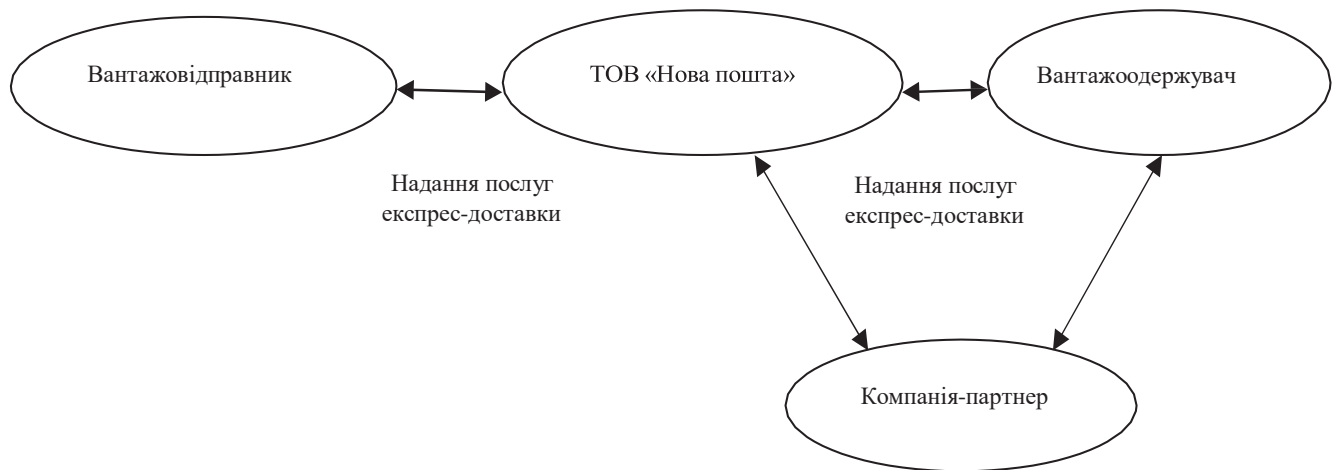 Вантажовідправник
ТОВ «Нова пошта»
Вантажоодержувач
Надання послуг
експрес-доставки
Надання послуг
експрес-доставки
Компанія-партнер